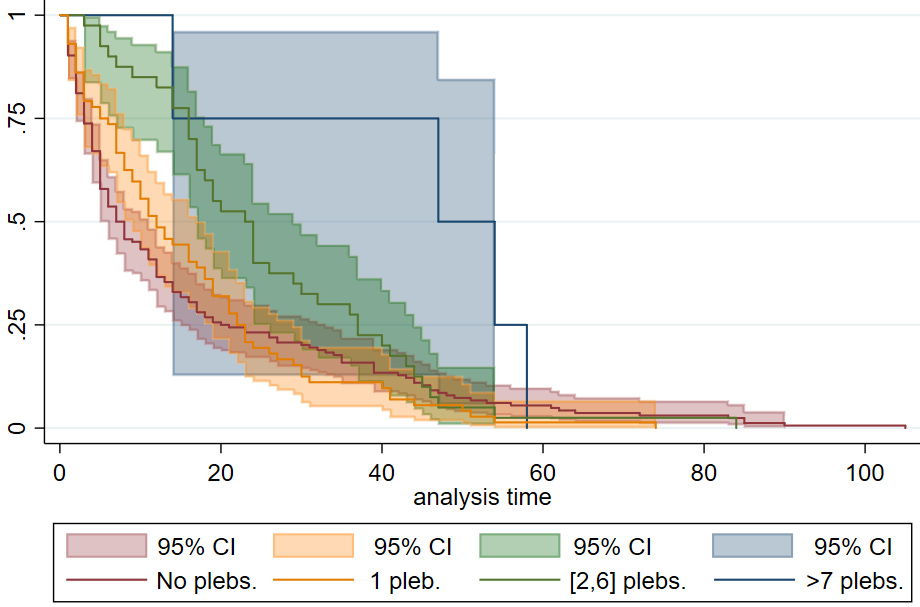 1
.75
.5
.25
0
0 20 40 60 80 100
analysis time
95% CI 95% CI 95% CI 95% CI
No plebs. 1 pleb. [2,6] plebs. >7 plebs.